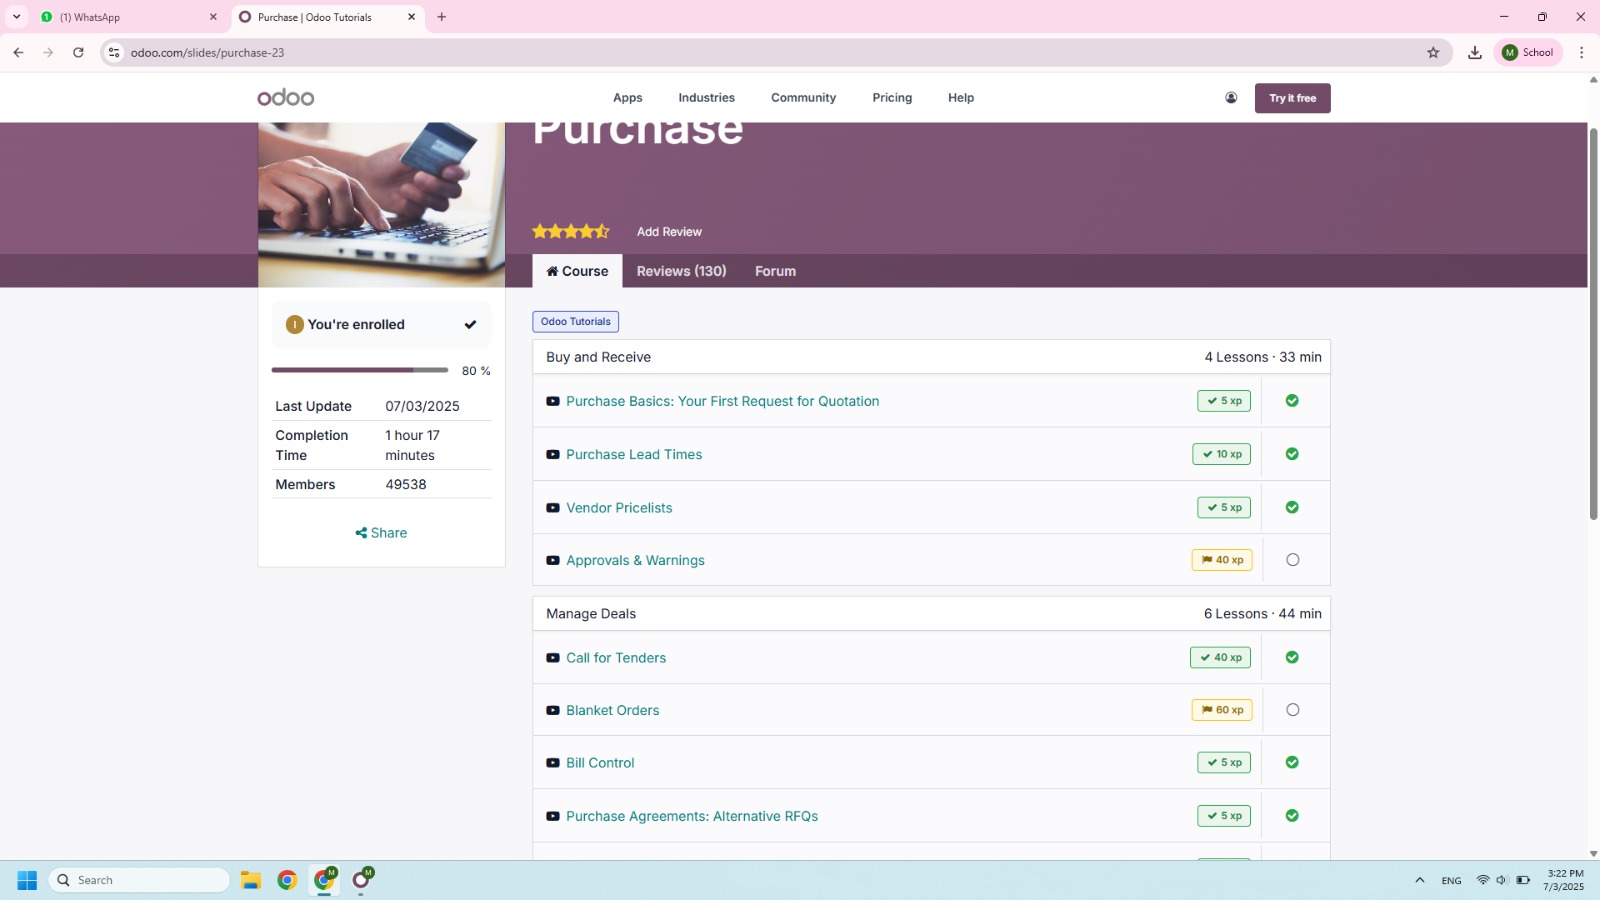 (1) WhatsApp
Purchase | Odoo Tutorials
odoo.com/slides/purchase-23
M School
odoo
Apps
Industries
Community
Pricing
Help
Try it free
Purchase
Add Review
Course
Reviews (130)
Forum
You're enrolled
80 %
Last Update 07/03/2025
Completion Time 1 hour 17 minutes
Members 49538
Share
Odoo Tutorials
Buy and Receive 4 Lessons · 33 min
Purchase Basics: Your First Request for Quotation 5 xp
Purchase Lead Times 10 xp
Vendor Pricelists 5 xp
Approvals & Warnings 40 xp
Manage Deals 6 Lessons · 44 min
Call for Tenders 40 xp
Blanket Orders 60 xp
Bill Control 5 xp
Purchase Agreements: Alternative RFQs 5 xp
Search
M
M
ENG
3:22 PM
7/3/2025